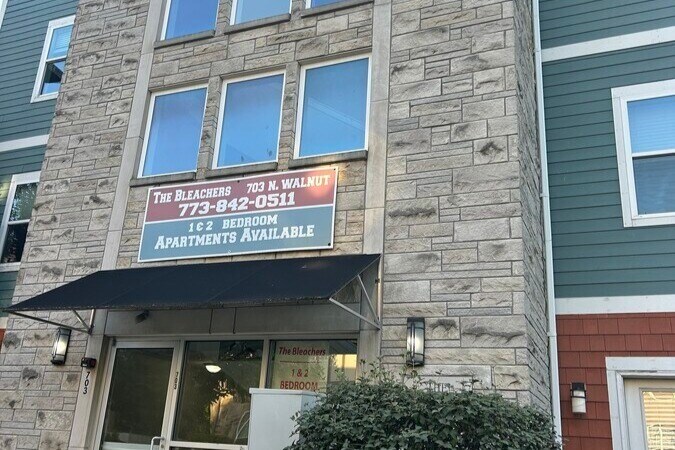 THE BLEACHERS 703 N. WALNUT
773-842-0511
1 & 2 BEDROOM
APARTMENTS AVAILABLE
The Bleachers
1 & 2
BEDROOM
703